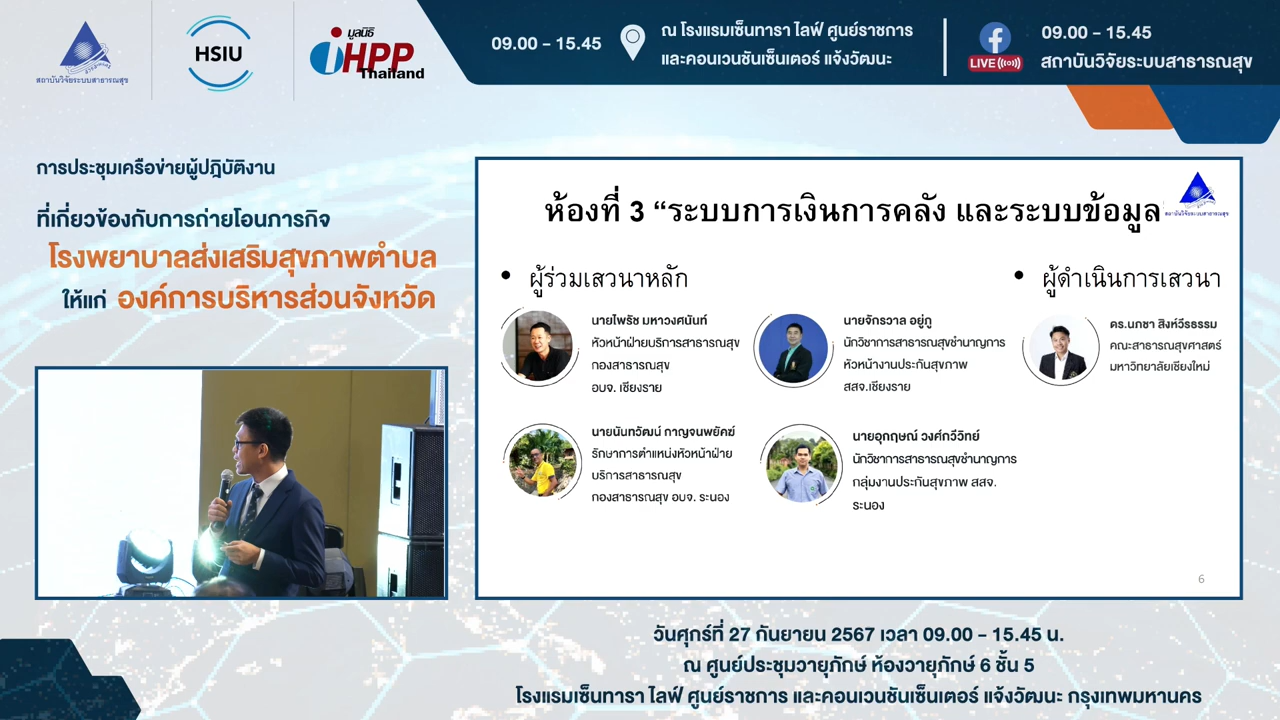 สถาบันวิจัยระบบสาธารณสุข
HSIU
มูลนิธิ
iHPP
Thailand
09.00 - 15.45
ณ โรงแรมเซ็นทารา ไลฟ์ ศูนย์ราชการ
และคอนเวนชันเซ็นเตอร์ แจ้งวัฒนะ
LIVE
09.00 - 15.45
สถาบันวิจัยระบบสาธารณสุข
การประชุมเครือข่ายผู้ปฏิบัติงาน
ที่เกี่ยวข้องกับการถ่ายโอนภารกิจ
โรงพยาบาลส่งเสริมสุขภาพตำบล
ให้แก่ องค์การบริหารส่วนจังหวัด
ห้องที่ 3 “ระบบการเงินการคลัง และระบบข้อมูล
สถาบันวิจัยระบบสาธารณสุข
• ผู้ร่วมเสวนาหลัก
นายไพรัช มหาวงศนันท์
หัวหน้าฝ่ายบริการสาธารณสุข
กองสาธารณสุข
อบจ. เชียงราย
นายจักรวาล อยู่ภู
นักวิชาการสาธารณสุขชำนาญการ
หัวหน้างานประกันสุขภาพ
สสจ.เชียงราย
นายนันทวัฒน์ กาญจนพยัคฆ์
รักษาการตำแหน่งหัวหน้าฝ่าย
บริการสาธารณสุข
กองสาธารณสุข อบจ. ระนอง
นายอุกฤษณ์ วงศ์ทวีวิทย์
นักวิชาการสาธารณสุขชำนาญการ
กลุ่มงานประกันสุขภาพ สสจ.
ระนอง
• ผู้ดำเนินการเสวนา
ดร.นภชา สิงห์วีรธรรม
คณะสาธารณสุขศาสตร์
มหาวิทยาลัยเชียงใหม่
6
วันศุกร์ที่ 27 กันยายน 2567 เวลา 09.00 - 15.45 น.
ณ ศูนย์ประชุมวายุภักษ์ ห้องวายุภักษ์ 6 ชั้น 5
โรงแรมเซ็นทารา ไลฟ์ ศูนย์ราชการ และคอนเวนชันเซ็นเตอร์ แจ้งวัฒนะ กรุงเทพมหานคร